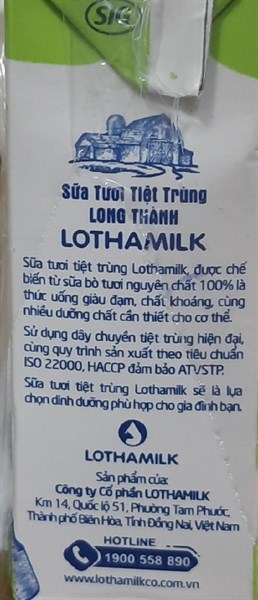 SIG
Sữa Tươi Tiệt Trùng
LONG THÀNH
LOTHAMILK
Sữa tươi tiệt trùng Lothamilk, được chế
biến từ sữa bò tươi nguyên chất 100% là
thức uống giàu đạm, chất khoáng, cùng
nhiều dưỡng chất cần thiết cho cơ thể.
Sử dụng dây chuyền tiệt trùng hiện đại,
cùng quy trình sản xuất theo tiêu chuẩn
ISO 22000, HACCP đảm bảo ATVSTP.
Sữa tươi tiệt trùng Lothamilk sẽ là lựa
chọn dinh dưỡng phù hợp cho gia đình bạn.
LOTHAMILK
Sản phẩm của:
Công ty Cổ phần LOTHAMILK
Km 14, Quốc lộ 51, Phường Tam Phước,
Thành phố Biên Hòa, Tỉnh Đồng Nai, Việt Nam
HOTLINE
1900 558 890
www.lothamilkco.com.vn